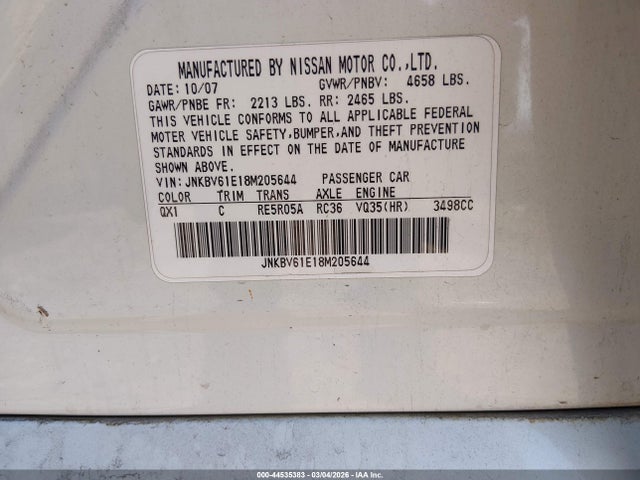 MANUFACTURED BY NISSAN MOTOR CO.,LTD.
DATE: 10/07 GVWR/PNBV: 4658 LBS.
GAWR/PNBE FR: 2213 LBS. RR: 2465 LBS.
THIS VEHICLE CONFORMS TO ALL APPLICABLE FEDERAL
MOTER VEHICLE SAFETY,BUMPER,AND THEFT PREVENTION
STANDARDS IN EFFECT ON THE DATE OF MANUFACTURE
SHOWN ABOVE.
VIN: JNKBV61E18M205644 PASSENGER CAR
COLOR TRIM TRANS AXLE ENGINE
QX1 C RE5R05A RC36 VQ35(HR) 3498CC
JNKBV61E18M205644
000-44535383 - 03/04/2026 - IAA Inc.